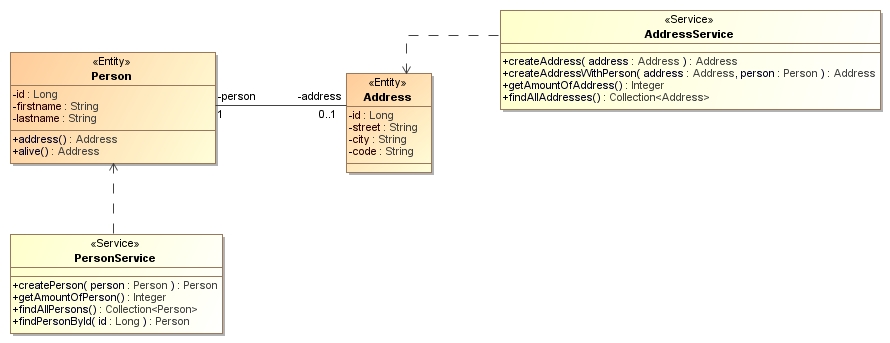 «Entity»
Person
-id : Long
-firstname : String
-lastname : String
+address() : Address
+alive() : Address
-person
1
-address
0..1
«Entity»
Address
-id : Long
-street : String
-city : String
-code : String
«Service»
AddressService
+createAddress( address : Address ) : Address
+createAddressWithPerson( address : Address, person : Person ) : Address
+getAmountOfAddress() : Integer
+findAllAddresses() : Collection<Address>
«Service»
PersonService
+createPerson( person : Person ) : Person
+getAmountOfPerson() : Integer
+findAllPersons() : Collection<Person>
+findPersonById( id : Long ) : Person